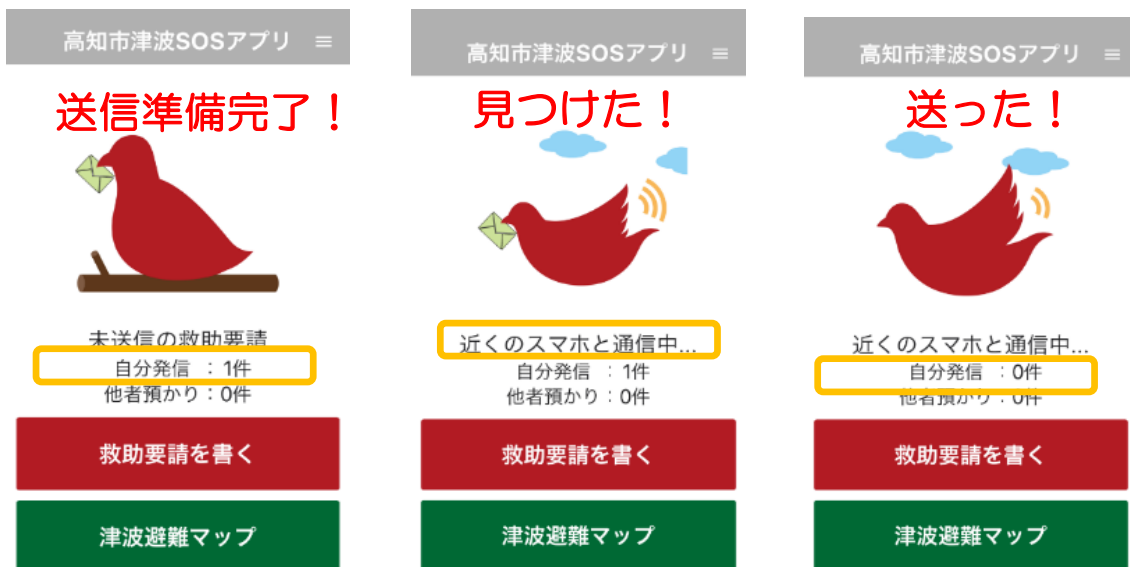 高知市津波SOSアプリ ≡
送信準備完了！
未送信の救助要請
自分発信 ：1件
他者預かり：0件
救助要請を書く
津波避難マップ
高知市津波SOSアプリ ≡
見つけた！
近くのスマホと通信中...
自分発信 ：1件
他者預かり：0件
救助要請を書く
津波避難マップ
高知市津波SOSアプリ ≡
送った！
近くのスマホと通信中...
自分発信 ：0件
他者預かり：0件
救助要請を書く
津波避難マップ